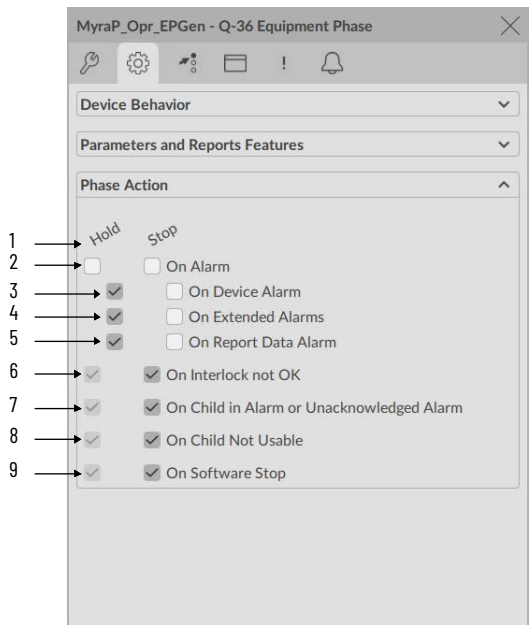 MyraP_Opr_EPGen - Q-36 Equipment Phase
Device Behavior
Parameters and Reports Features
Phase Action
1 Hold Stop
2 On Alarm
3 On Device Alarm
4 On Extended Alarms
5 On Report Data Alarm
6 On Interlock not OK
7 On Child in Alarm or Unacknowledged Alarm
8 On Child Not Usable
9 On Software Stop